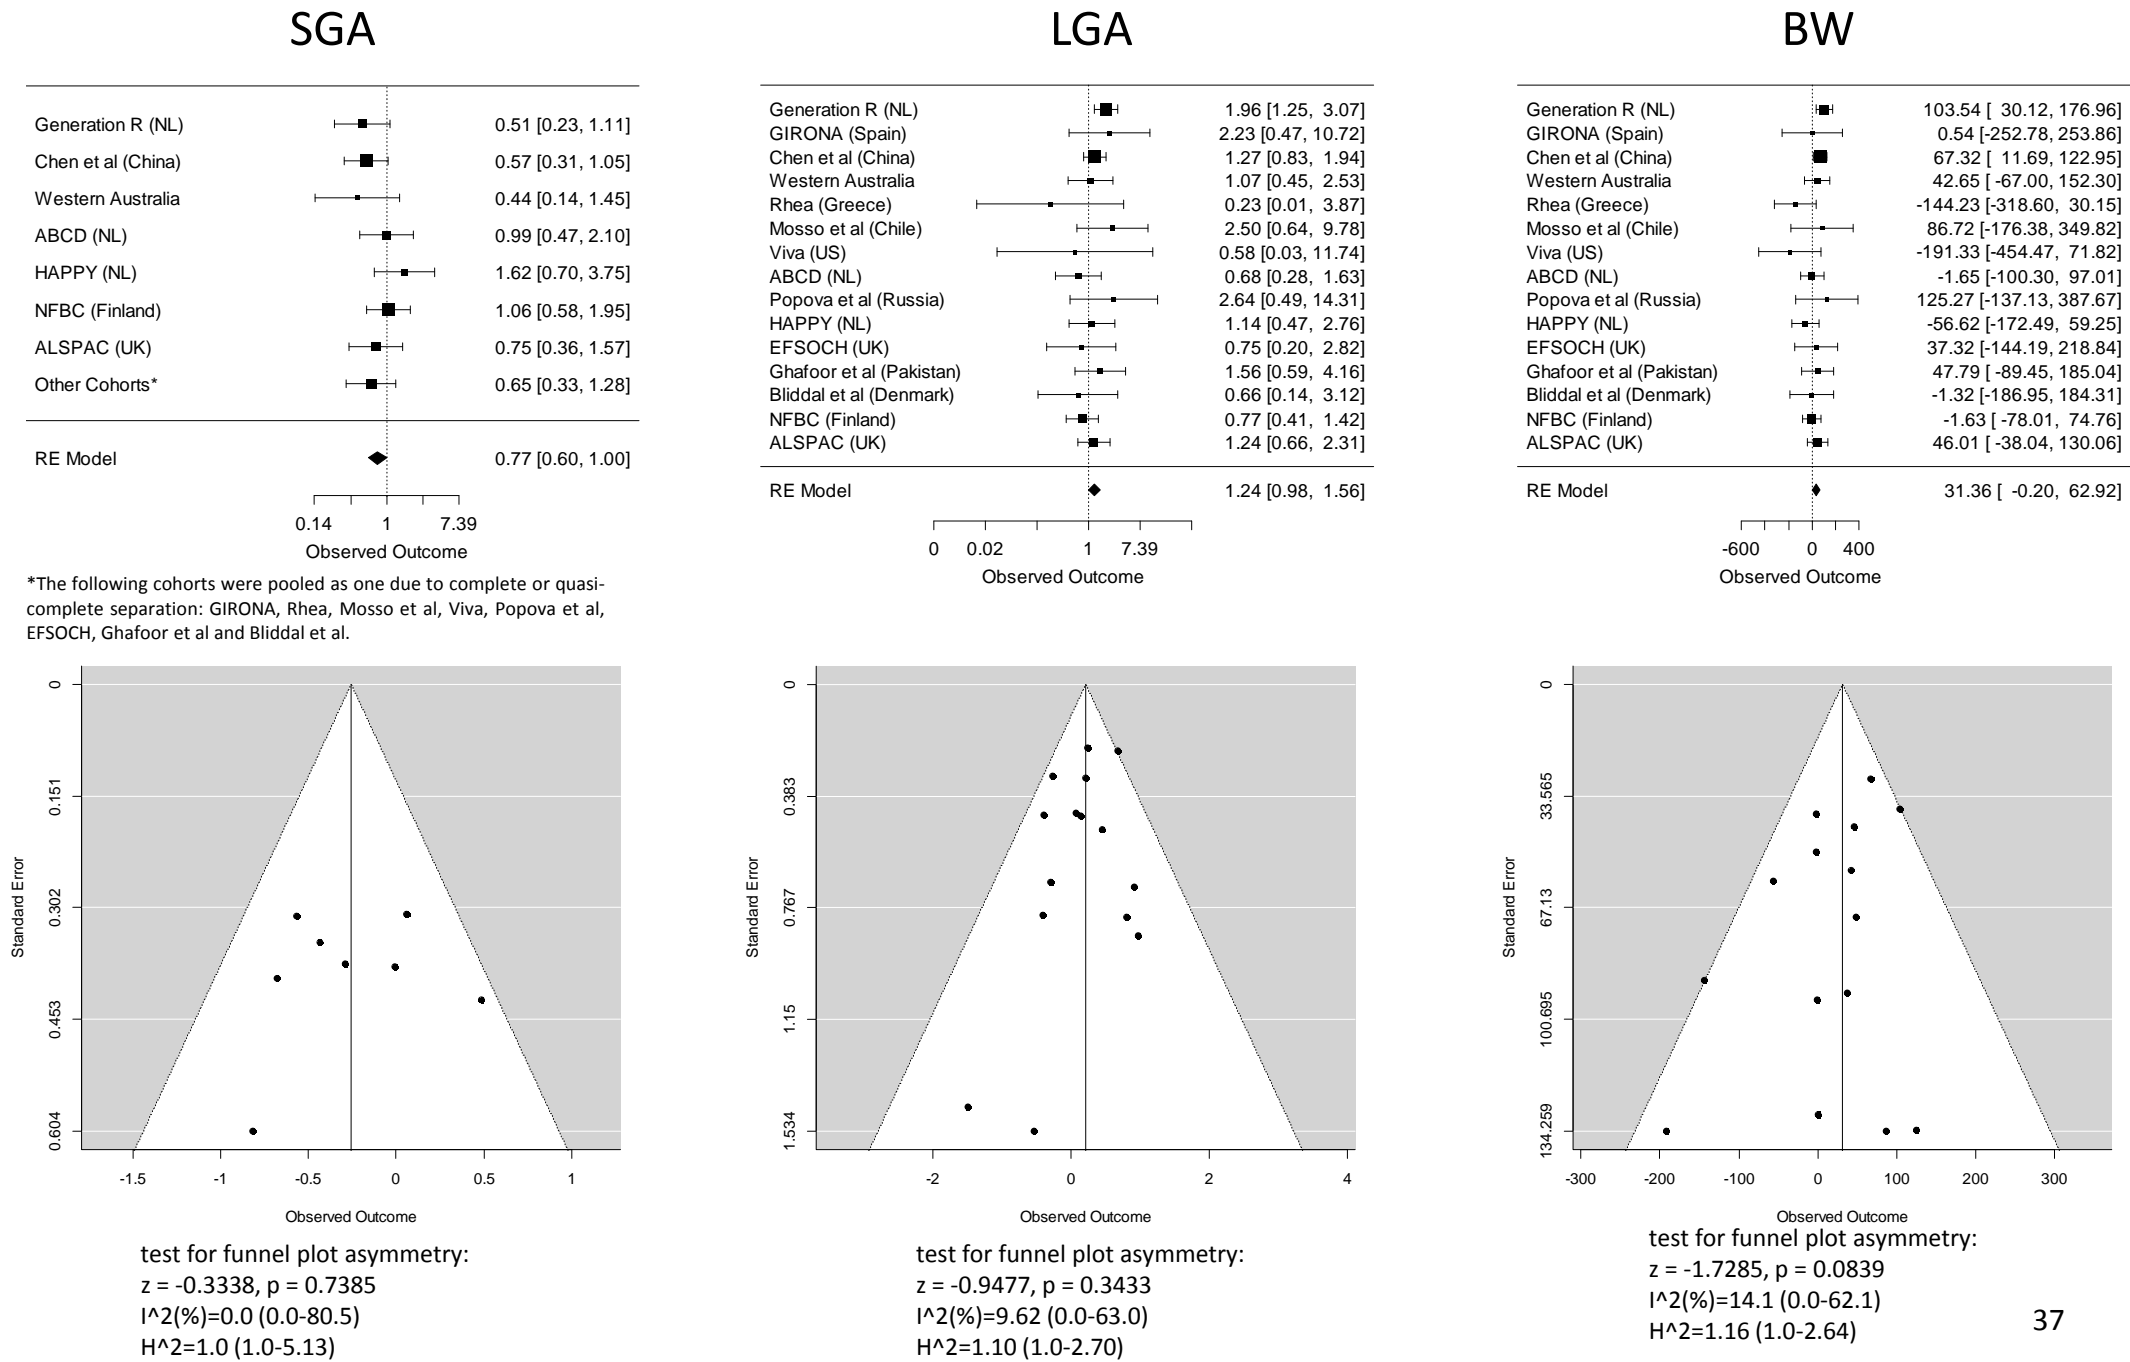 SGA
Generation R (NL) 0.51 [0.23, 1.11]
Chen et al (China) 0.57 [0.31, 1.05]
Western Australia 0.44 [0.14, 1.45]
ABCD (NL) 0.99 [0.47, 2.10]
HAPPY (NL) 1.62 [0.70, 3.75]
NFBC (Finland) 1.06 [0.58, 1.95]
ALSPAC (UK) 0.75 [0.36, 1.57]
Other Cohorts* 0.65 [0.33, 1.28]
RE Model 0.77 [0.60, 1.00]
0.14 1 7.39
Observed Outcome
*The following cohorts were pooled as one due to complete or quasi-
complete separation: GIRONA, Rhea, Mosso et al, Viva, Popova et al,
EFSOCH, Ghafoor et al and Bliddal et al.
LGA
Generation R (NL) 1.96 [1.25, 3.07]
GIRONA (Spain) 2.23 [0.47, 10.72]
Chen et al (China) 1.27 [0.83, 1.94]
Western Australia 1.07 [0.45, 2.53]
Rhea (Greece) 0.23 [0.01, 3.87]
Mosso et al (Chile) 2.50 [0.64, 9.78]
Viva (US) 0.58 [0.03, 11.74]
ABCD (NL) 0.68 [0.28, 1.63]
Popova et al (Russia) 2.64 [0.49, 14.31]
HAPPY (NL) 1.14 [0.47, 2.76]
EFSOCH (UK) 0.75 [0.20, 2.82]
Ghafoor et al (Pakistan) 1.56 [0.59, 4.16]
Bliddal et al (Denmark) 0.66 [0.14, 3.12]
NFBC (Finland) 0.77 [0.41, 1.42]
ALSPAC (UK) 1.24 [0.66, 2.31]
RE Model 1.24 [0.98, 1.56]
0 0.02 1 7.39
Observed Outcome
BW
Generation R (NL) 103.54 [ 30.12, 176.96]
GIRONA (Spain) 0.54 [-252.78, 253.86]
Chen et al (China) 67.32 [ 11.69, 122.95]
Western Australia 42.65 [ -67.00, 152.30]
Rhea (Greece) -144.23 [-318.60, 30.15]
Mosso et al (Chile) 86.72 [-176.38, 349.82]
Viva (US) -191.33 [-454.47, 71.82]
ABCD (NL) -1.65 [-100.30, 97.01]
Popova et al (Russia) 125.27 [-137.13, 387.67]
HAPPY (NL) -56.62 [-172.49, 59.25]
EFSOCH (UK) 37.32 [-144.19, 218.84]
Ghafoor et al (Pakistan) 47.79 [-89.45, 185.04]
Bliddal et al (Denmark) -1.32 [-186.95, 184.31]
NFBC (Finland) -1.63 [ -78.01, 74.76]
ALSPAC (UK) 46.01 [ -38.04, 130.06]
RE Model 31.36 [ -0.20, 62.92]
-600 0 400
Observed Outcome
Standard Error
0
0.151
0.302
0.453
0.604
-1.5 -1 -0.5 0 0.5 1
Observed Outcome
test for funnel plot asymmetry:
z = -0.3338, p = 0.7385
I^2(%)=0.0 (0.0-80.5)
H^2=1.0 (1.0-5.13)
Standard Error
0
0.383
0.767
1.15
1.534
-2 0 2 4
Observed Outcome
test for funnel plot asymmetry:
z = -0.9477, p = 0.3433
I^2(%)=9.62 (0.0-63.0)
H^2=1.10 (1.0-2.70)
Standard Error
0
33.565
67.13
100.695
134.259
-300 -200 -100 0 100 200 300
Observed Outcome
test for funnel plot asymmetry:
z = -1.7285, p = 0.0839
I^2(%)=14.1 (0.0-62.1)
H^2=1.16 (1.0-2.64)
37